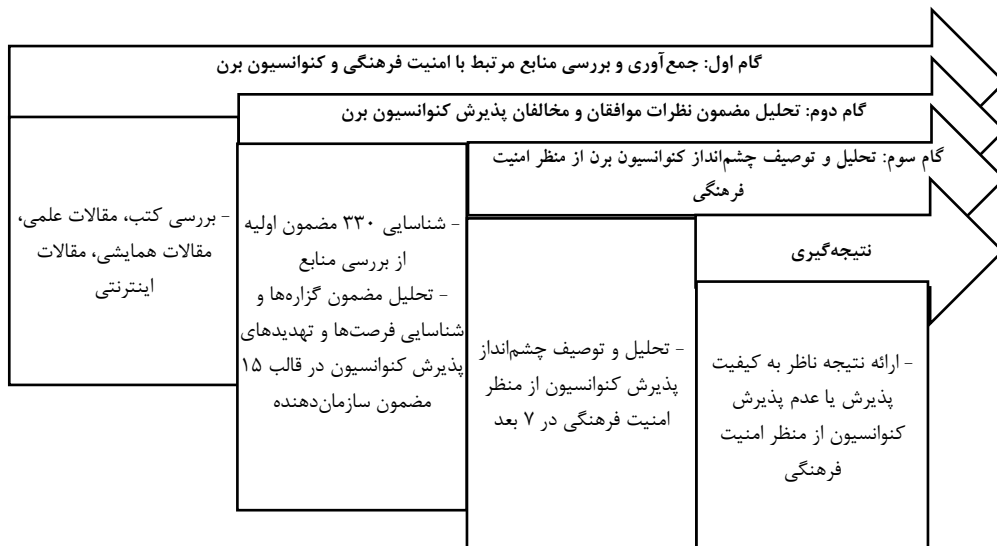 گام اول: جمع‌آوری و بررسی منابع مرتبط با امنیت فرهنگی و کنوانسیون برن
گام دوم: تحلیل مضمون نظرات موافقان و مخالفان پذیرش کنوانسیون برن
گام سوم: تحلیل و توصیف چشم‌انداز کنوانسیون برن از منظر امنیت
فرهنگی
نتیجه‌گیری
- بررسی کتب، مقالات علمی،
مقالات همایشی، مقالات
اینترنتی
- شناسایی ۳۳۰ مضمون اولیه
از بررسی منابع
- تحلیل مضمون گزاره‌ها و
شناسایی فرصت‌ها و تهدیدهای
پذیرش کنوانسیون در قالب ۱۵
مضمون سازمان‌دهنده
- تحلیل و توصیف چشم‌انداز
پذیرش کنوانسیون از منظر
امنیت فرهنگی در ۷ بعد
- ارائه نتیجه ناظر به کیفیت
پذیرش یا عدم پذیرش
کنوانسیون از منظر امنیت
فرهنگی